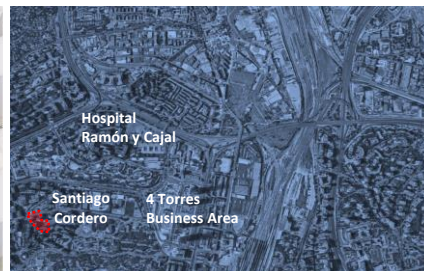 Hospital
Ramón y Cajal
Santiago
Cordero
4 Torres
Business Area